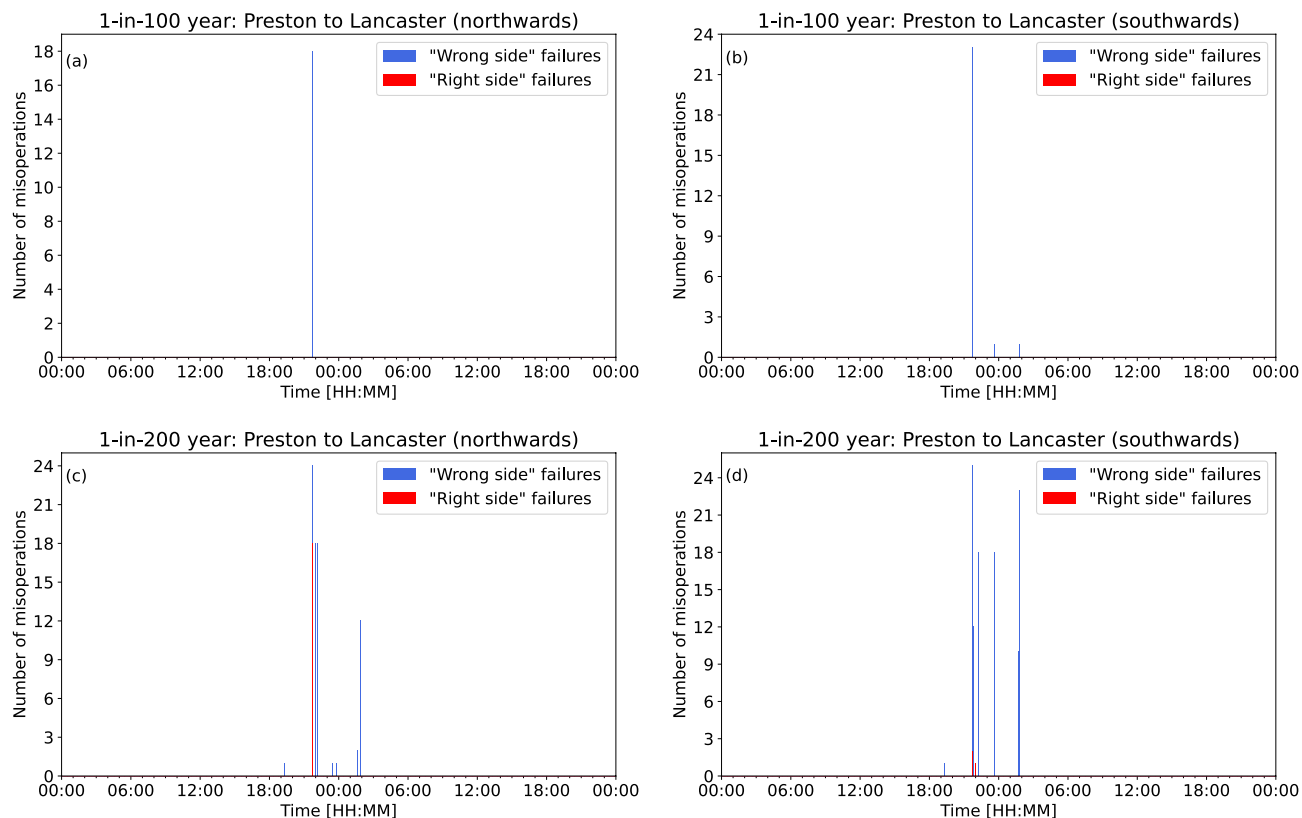 1-in-100 year: Preston to Lancaster (northwards)
(a)
"Wrong side" failures
"Right side" failures
Number of misoperations
18
16
14
12
10
8
6
4
2
0
00:00 06:00 12:00 18:00 00:00 06:00 12:00 18:00 00:00
Time [HH:MM]
1-in-100 year: Preston to Lancaster (southwards)
(b)
"Wrong side" failures
"Right side" failures
Number of misoperations
24
21
18
15
12
9
6
3
0
00:00 06:00 12:00 18:00 00:00 06:00 12:00 18:00 00:00
Time [HH:MM]
1-in-200 year: Preston to Lancaster (northwards)
(c)
"Wrong side" failures
"Right side" failures
Number of misoperations
24
21
18
15
12
9
6
3
0
00:00 06:00 12:00 18:00 00:00 06:00 12:00 18:00 00:00
Time [HH:MM]
1-in-200 year: Preston to Lancaster (southwards)
(d)
"Wrong side" failures
"Right side" failures
Number of misoperations
24
21
18
15
12
9
6
3
0
00:00 06:00 12:00 18:00 00:00 06:00 12:00 18:00 00:00
Time [HH:MM]